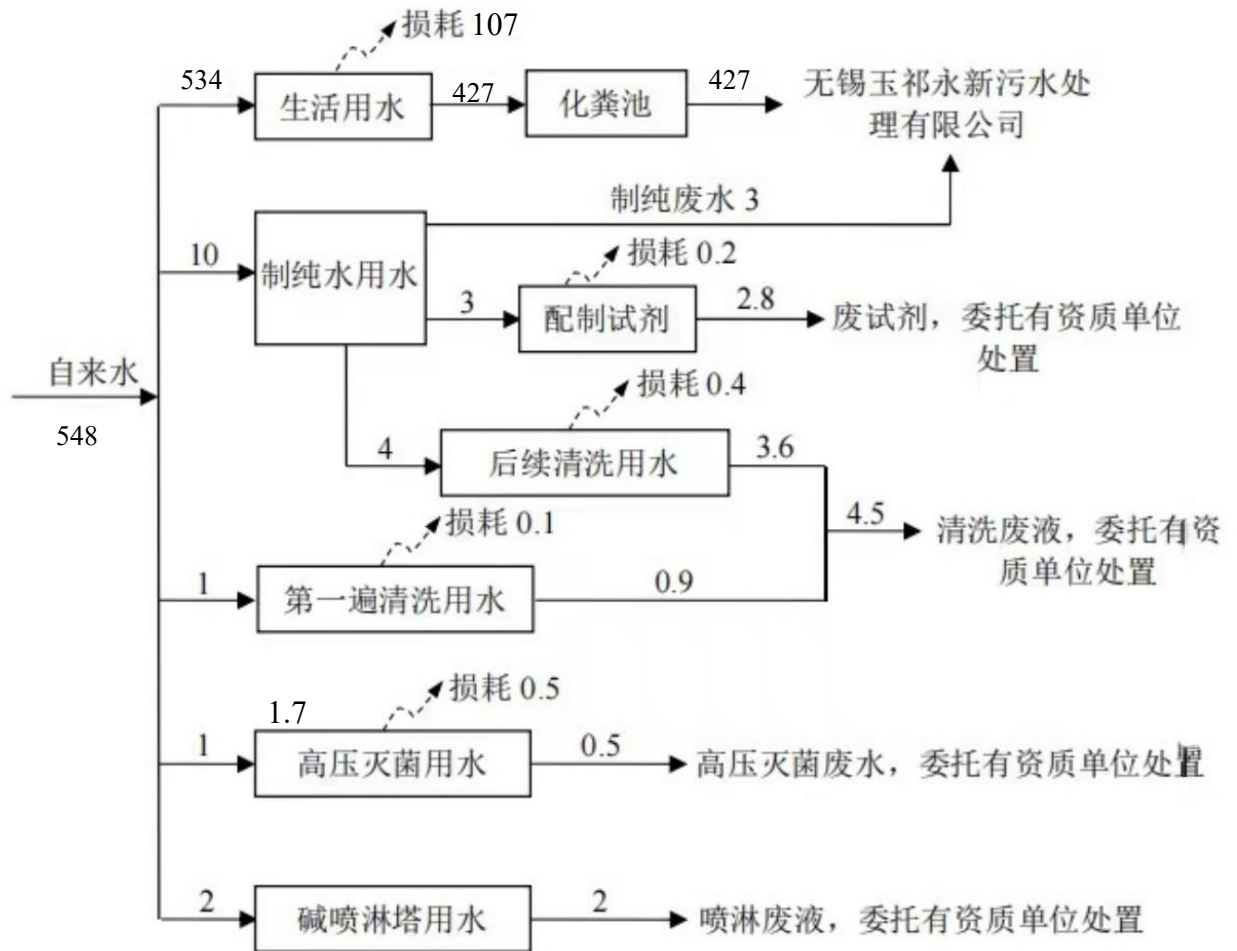 损耗 107
534
生活用水
427
化粪池
427
无锡玉祁永新污水处
理有限公司
制纯废水 3
10
制纯水用水
损耗 0.2
3
配制试剂
2.8
废试剂，委托有资质单位
处置
自来水
548
损耗 0.4
4
后续清洗用水
3.6
4.5
清洗废液，委托有资
质单位处置
损耗 0.1
1
第一遍清洗用水
0.9
损耗 0.5
1.7
1
高压灭菌用水
0.5
高压灭菌废水，委托有资质单位处置
2
碱喷淋塔用水
2
喷淋废液，委托有资质单位处置